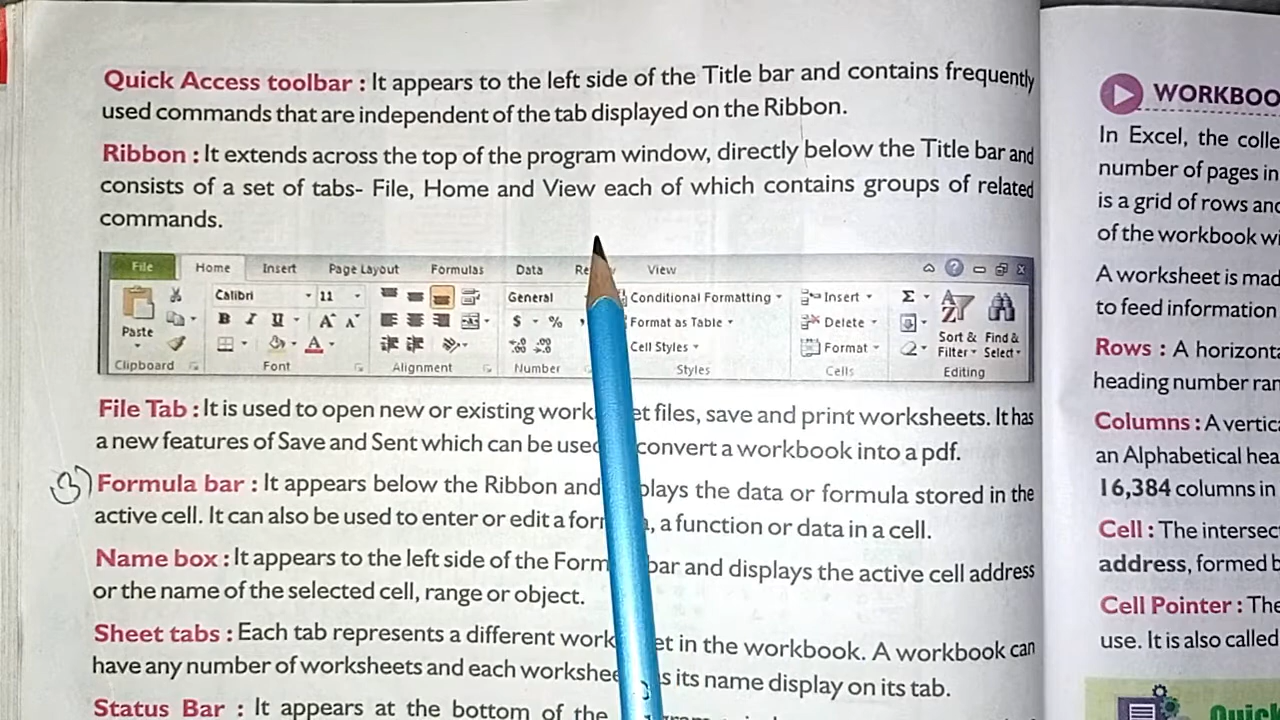 Quick Access toolbar : It appears to the left side of the Title bar and contains frequently
used commands that are independent of the tab displayed on the Ribbon.
Ribbon : It extends across the top of the program window, directly below the Title bar and
consists of a set of tabs- File, Home and View each of which contains groups of related
commands.
File Home Insert Page Layout Formulas Data View
Calibri 11 General Conditional Formatting Insert Σ
Paste B I U A A $ % , Format as Table Delete Sort & Find &
A Cell Styles Format Filter Select
Clipboard Font Alignment Number Styles Cells Editing
File Tab : It is used to open new or existing files, save and print worksheets. It has
a new features of Save and Sent which can be convert a workbook into a pdf.
3 Formula bar : It appears below the Ribbon and the data or formula stored in the
active cell. It can also be used to enter or edit a , a function or data in a cell.
Name box : It appears to the left side of the bar and displays the active cell address
or the name of the selected cell, range or object.
Sheet tabs : Each tab represents a different in the workbook. A workbook can
have any number of worksheets and each its name display on its tab.
Status Bar : It appears at the bottom of the
WORKBOO
In Excel, the colle
number of pages in
is a grid of rows and
of the workbook wi
A worksheet is mad
to feed information
Rows : A horizonta
heading number ran
Columns : A vertica
an Alphabetical hea
16,384 columns in
Cell : The intersec
address, formed b
Cell Pointer : The
use. It is also called
Quick